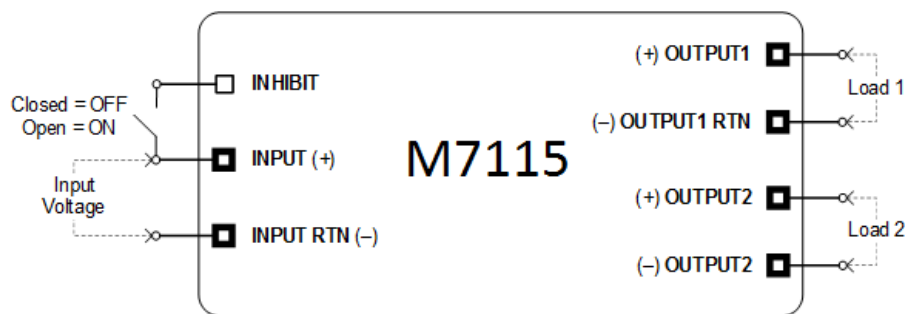 INHIBIT
Closed = OFF
Open = ON
INPUT (+)
Input
Voltage
INPUT RTN (−)
M7115
(+) OUTPUT1
Load 1
(−) OUTPUT1 RTN
(+) OUTPUT2
Load 2
(−) OUTPUT2